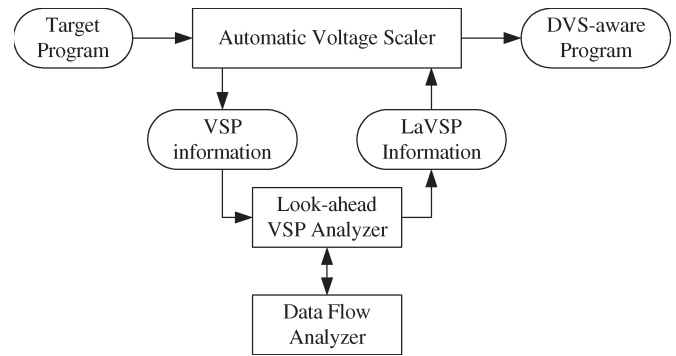 Target
Program
Automatic Voltage Scaler
DVS-aware
Program
VSP
information
LaVSP
Information
Look-ahead
VSP Analyzer
Data Flow
Analyzer